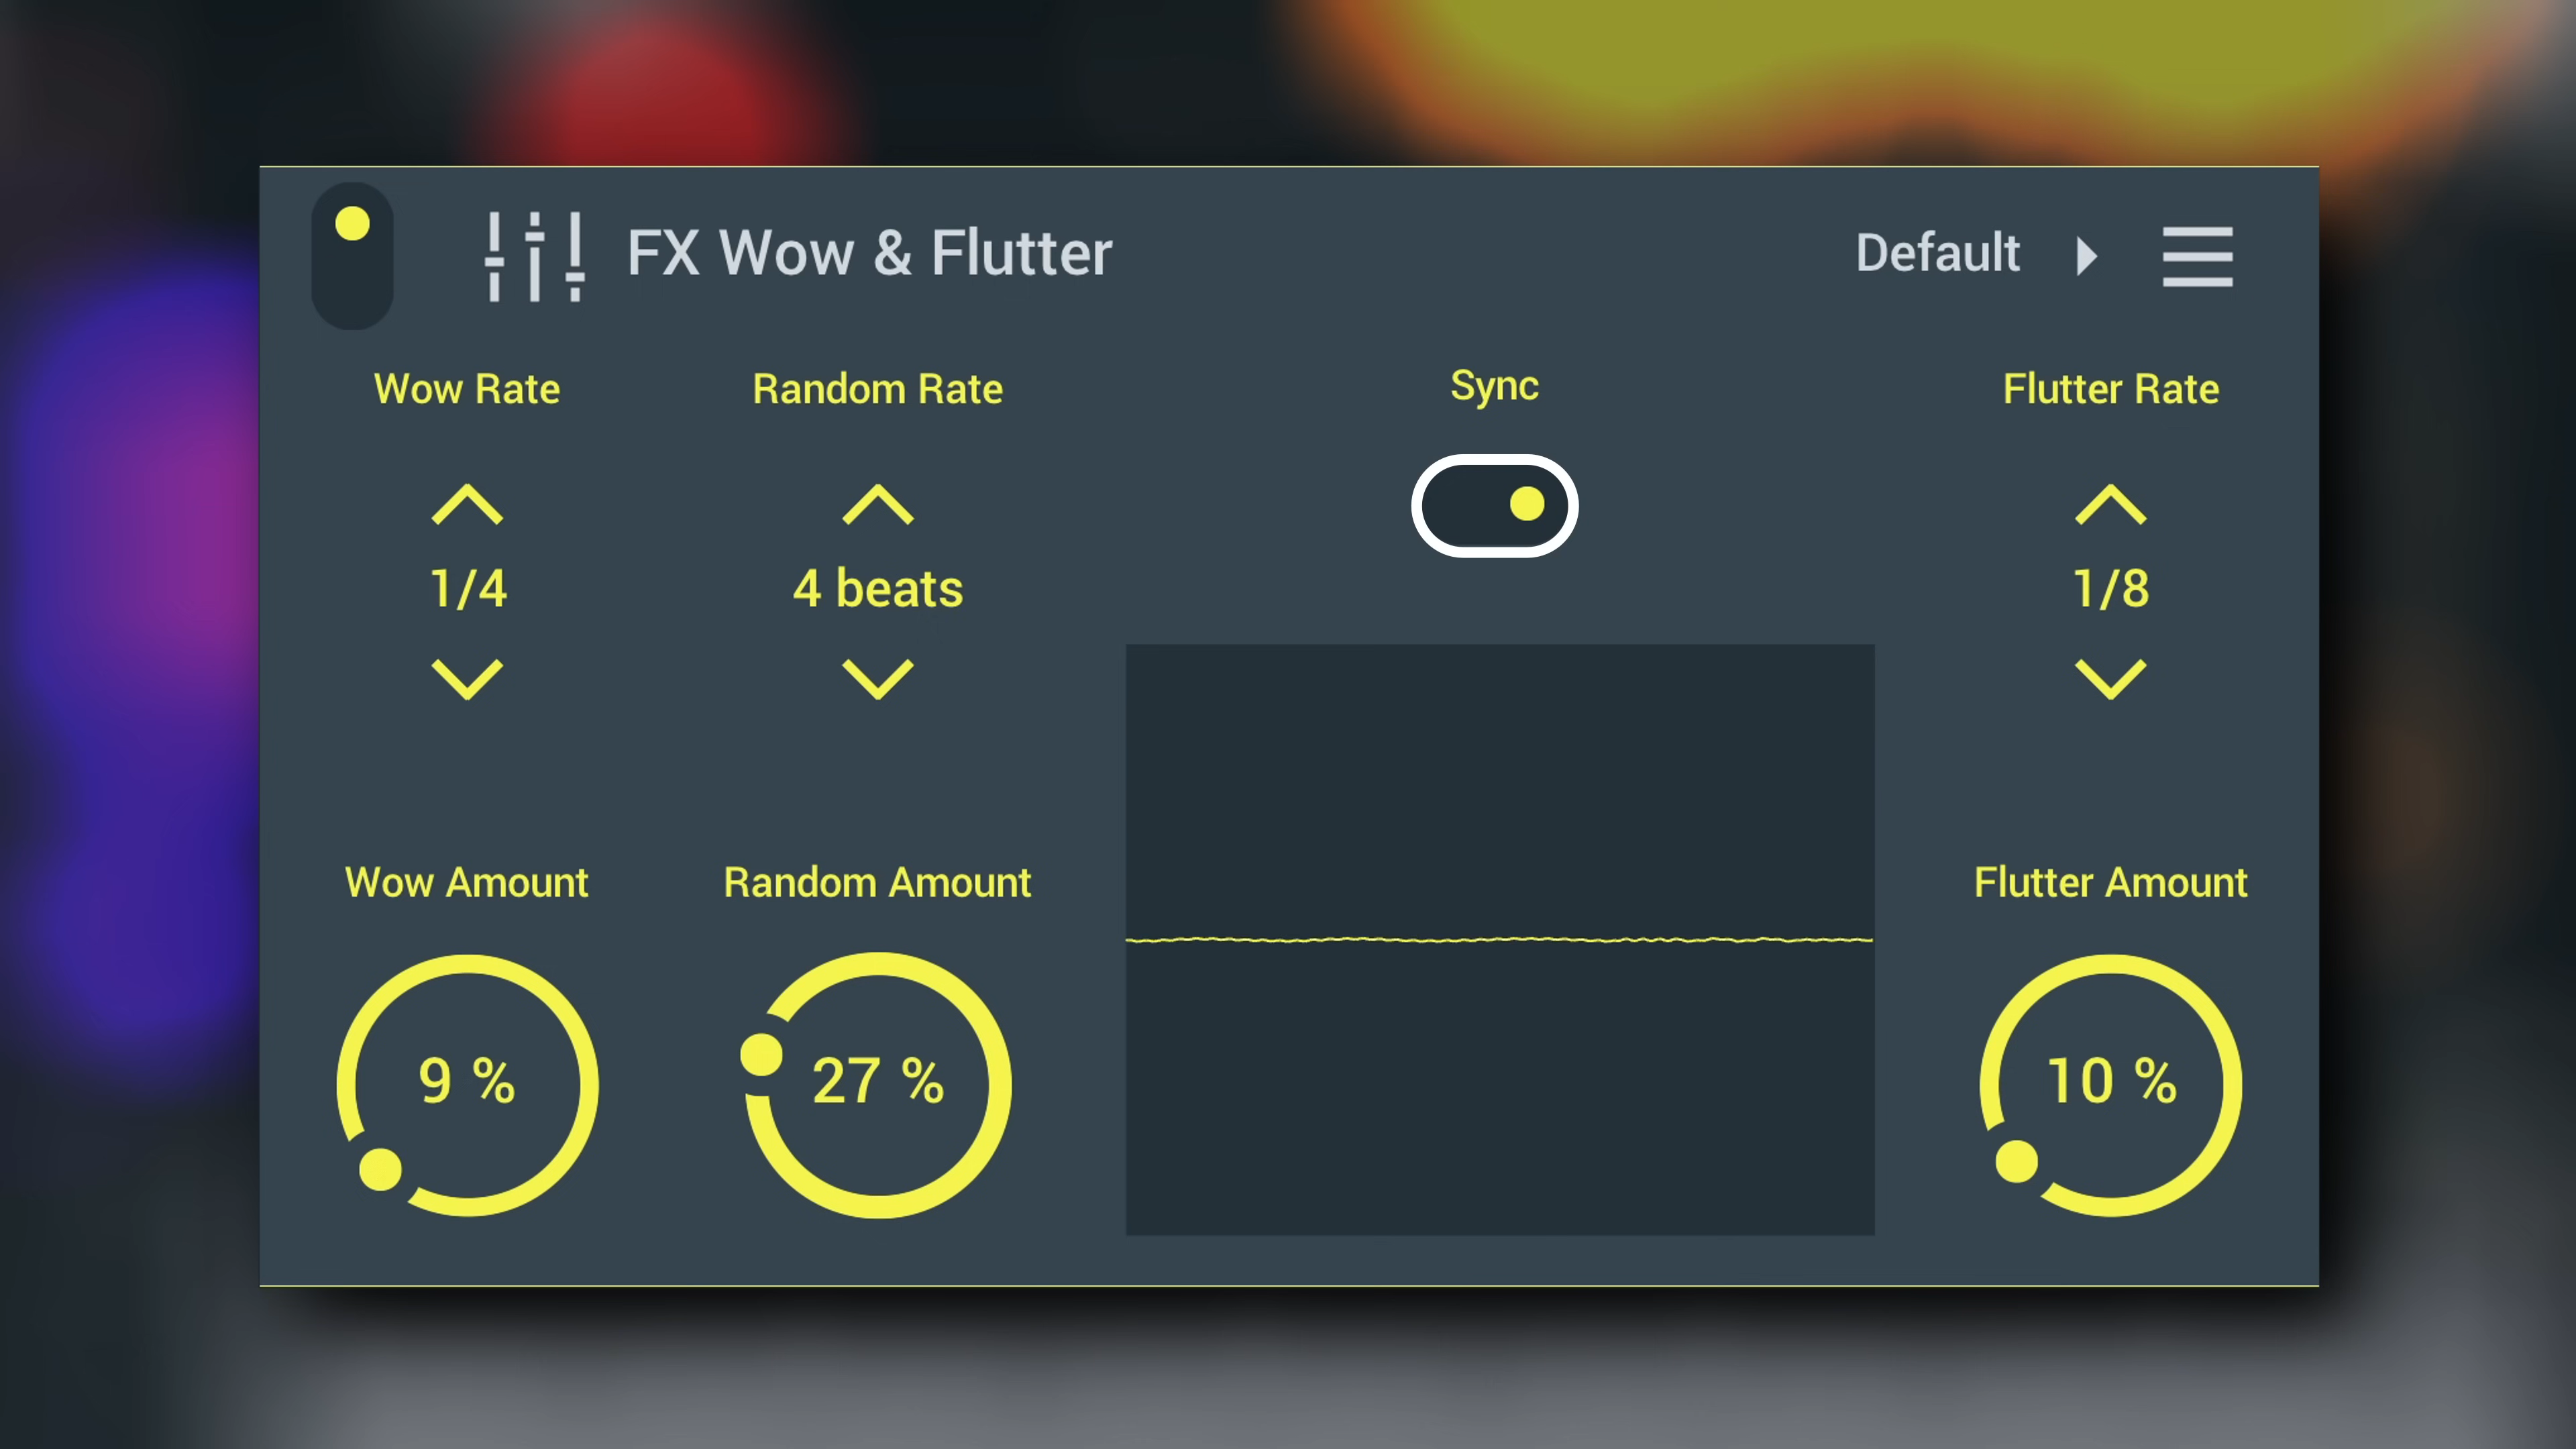 FX Wow & Flutter
Default
Wow Rate
Random Rate
Sync
Flutter Rate
1/4
4 beats
1/8
Wow Amount
Random Amount
Flutter Amount
9 %
27 %
10 %